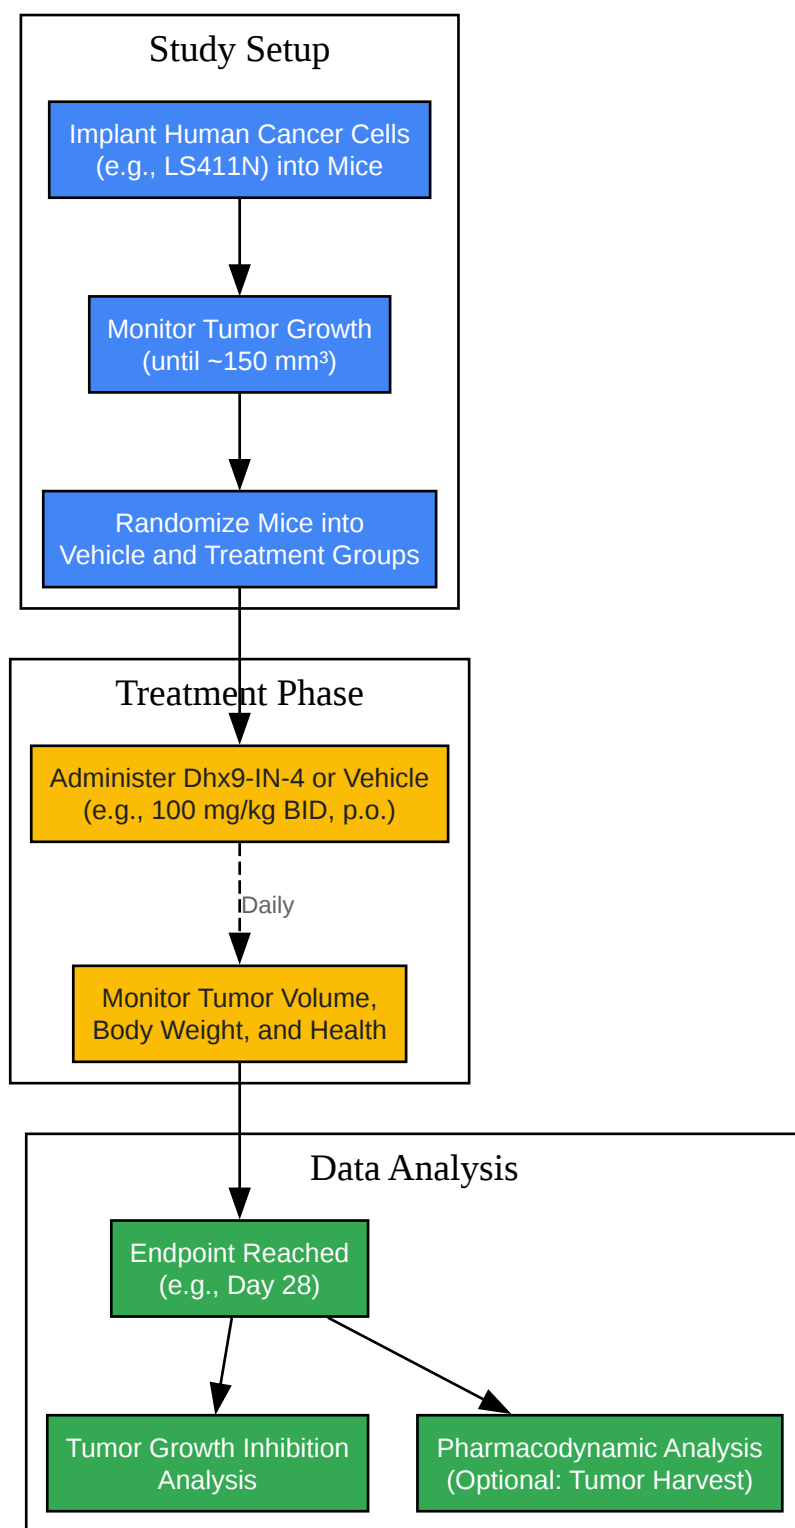 Study Setup
Implant Human Cancer Cells
(e.g., LS411N) into Mice
Monitor Tumor Growth
(until ~150 mm³)
Randomize Mice into
Vehicle and Treatment Groups
Treatment Phase
Administer Dhx9-IN-4 or Vehicle
(e.g., 100 mg/kg BID, p.o.)
Daily
Monitor Tumor Volume,
Body Weight, and Health
Data Analysis
Endpoint Reached
(e.g., Day 28)
Tumor Growth Inhibition
Analysis
Pharmacodynamic Analysis
(Optional: Tumor Harvest)